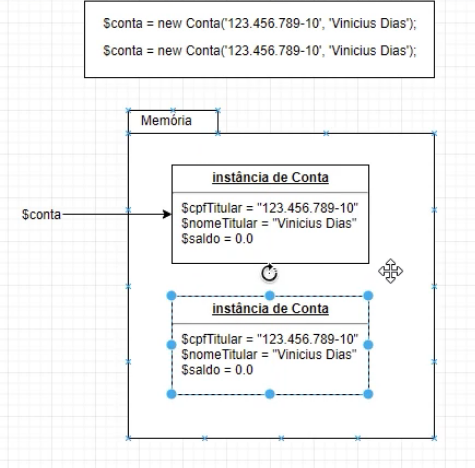 $conta = new Conta('123.456.789-10', 'Vinicius Dias');
$conta = new Conta('123.456.789-10', 'Vinicius Dias');
Memória
instância de Conta
$conta
$cpfTitular = "123.456.789-10"
$nomeTitular = "Vinicius Dias"
$saldo = 0.0
instância de Conta
$cpfTitular = "123.456.789-10"
$nomeTitular = "Vinicius Dias"
$saldo = 0.0